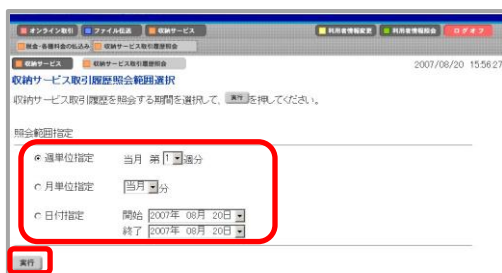 オンライン取引 ファイル伝送 収納サービス 利用者情報変更 利用者情報照会 ログオフ
税金・各種料金の払込み 収納サービス取引履歴照会
収納サービス 収納サービス取引履歴照会 2007/08/20 15:56:27
収納サービス取引履歴照会範囲選択
収納サービス取引履歴を照会する期間を選択して、 実行 を押してください。
照会範囲指定
週単位指定 当月 第 1 週分
月単位指定 当月 分
日付指定 開始 2007年 08月 20日
終了 2007年 08月 20日
実行